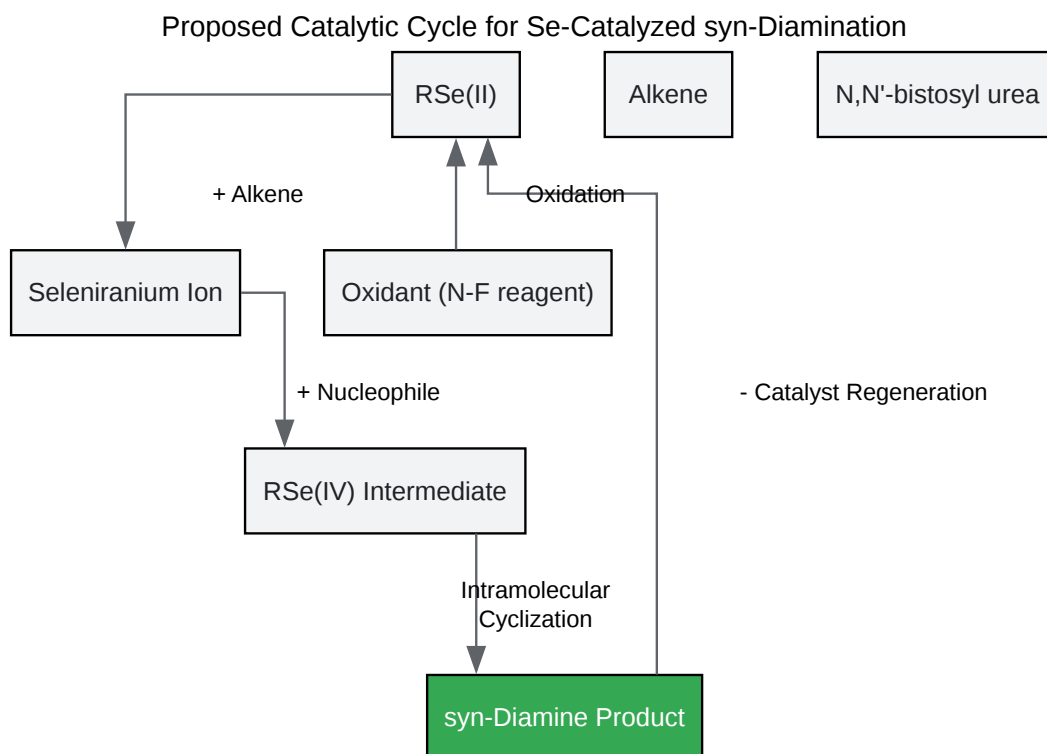 Proposed Catalytic Cycle for Se-Catalyzed syn-Diamination
RSe(II)
Alkene
N,N'-bistosyl urea
+ Alkene
Oxidation
Seleniranium Ion
Oxidant (N-F reagent)
+ Nucleophile
- Catalyst Regeneration
RSe(IV) Intermediate
Intramolecular
Cyclization
syn-Diamine Product